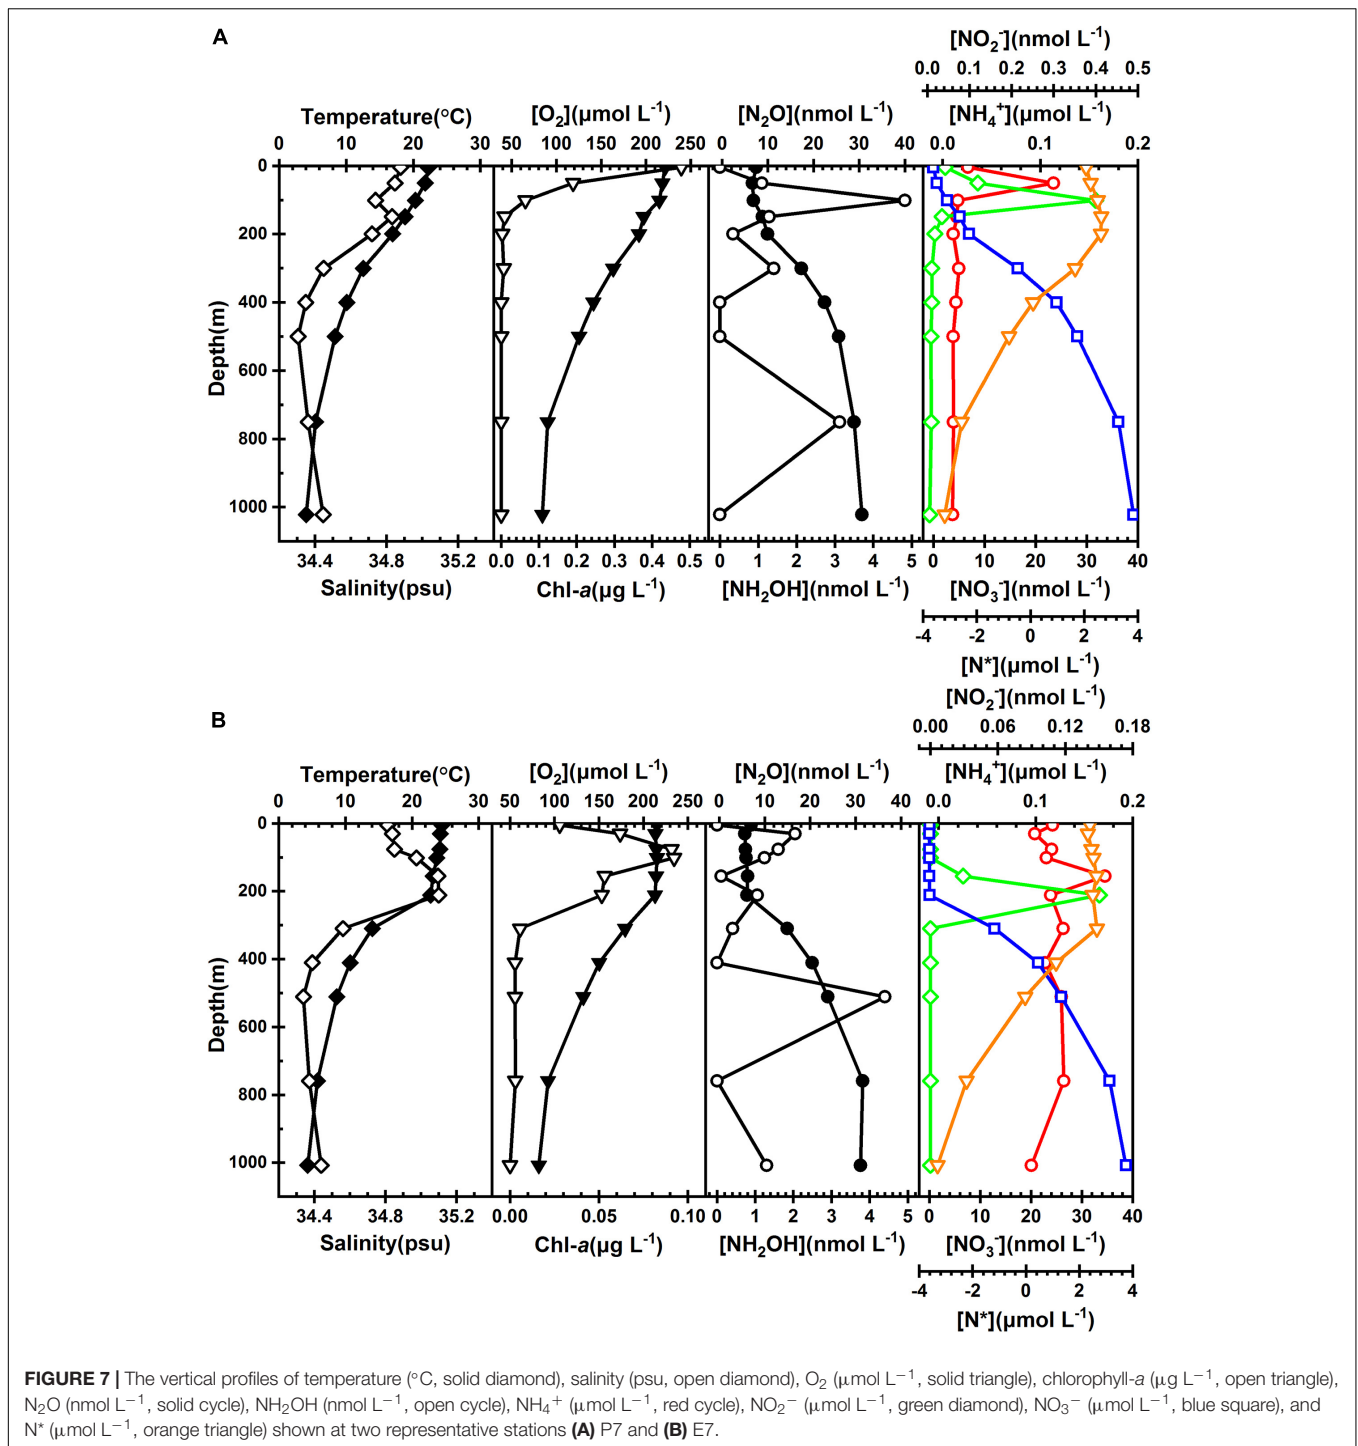 A
[NO₂⁻](nmol L⁻¹)
0.0 0.1 0.2 0.3 0.4 0.5
Temperature(°C) [O₂](μmol L⁻¹) [N₂O](nmol L⁻¹) [NH₄⁺](μmol L⁻¹)
0 10 20 30 50 100 150 200 250 0 10 20 30 40 0.0 0.1 0.2
0
200
400
600
800
1000
Depth(m)
34.4 34.8 35.2 0.0 0.1 0.2 0.3 0.4 0.5 0 1 2 3 4 5 0 10 20 30 40
Salinity(psu) Chl-a(μg L⁻¹) [NH₂OH](nmol L⁻¹) [NO₃⁻](nmol L⁻¹)
-4 -2 0 2 4
[N*](μmol L⁻¹)
B
[NO₂⁻](nmol L⁻¹)
0.00 0.06 0.12 0.18
Temperature(°C) [O₂](μmol L⁻¹) [N₂O](nmol L⁻¹) [NH₄⁺](μmol L⁻¹)
0 10 20 30 50 100 150 200 250 0 10 20 30 40 0.0 0.1 0.2
0
200
400
600
800
1000
Depth(m)
34.4 34.8 35.2 0.00 0.05 0.10 0 1 2 3 4 5 0 10 20 30 40
Salinity(psu) Chl-a(μg L⁻¹) [NH₂OH](nmol L⁻¹) [NO₃⁻](nmol L⁻¹)
-4 -2 0 2 4
[N*](μmol L⁻¹)
FIGURE 7 | The vertical profiles of temperature (°C, solid diamond), salinity (psu, open diamond), O₂ (μmol L⁻¹, solid triangle), chlorophyll-a (μg L⁻¹, open triangle),
N₂O (nmol L⁻¹, solid cycle), NH₂OH (nmol L⁻¹, open cycle), NH₄⁺ (μmol L⁻¹, red cycle), NO₂⁻ (μmol L⁻¹, green diamond), NO₃⁻ (μmol L⁻¹, blue square), and
N* (μmol L⁻¹, orange triangle) shown at two representative stations (A) P7 and (B) E7.